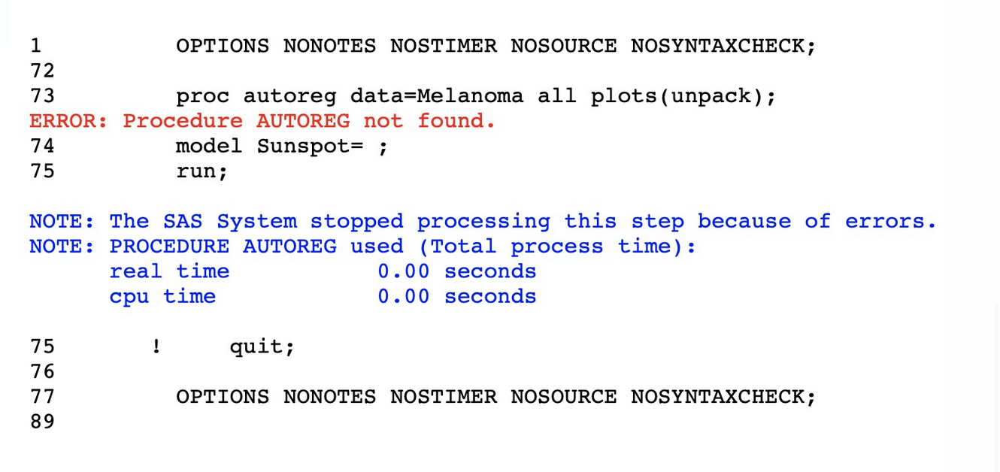 1 OPTIONS NONOTES NOSTIMER NOSOURCE NOSYNTAXCHECK;
72
73 proc autoreg data=Melanoma all plots(unpack);
ERROR: Procedure AUTOREG not found.
74 model Sunspot= ;
75 run;
NOTE: The SAS System stopped processing this step because of errors.
NOTE: PROCEDURE AUTOREG used (Total process time):
real time 0.00 seconds
cpu time 0.00 seconds
75 ! quit;
76
77 OPTIONS NONOTES NOSTIMER NOSOURCE NOSYNTAXCHECK;
89